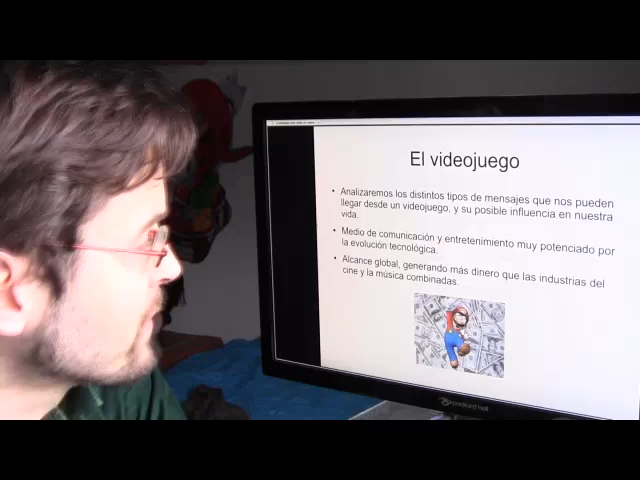 El videojuego
• Analizaremos los distintos tipos de mensajes que nos pueden
llegar desde un videojuego, y su posible influencia en nuestra
vida.
• Medio de comunicación y entretenimiento muy potenciado por
la evolución tecnológica.
• Alcance global, generando más dinero que las industrias del
cine y la música combinadas.
packard bell